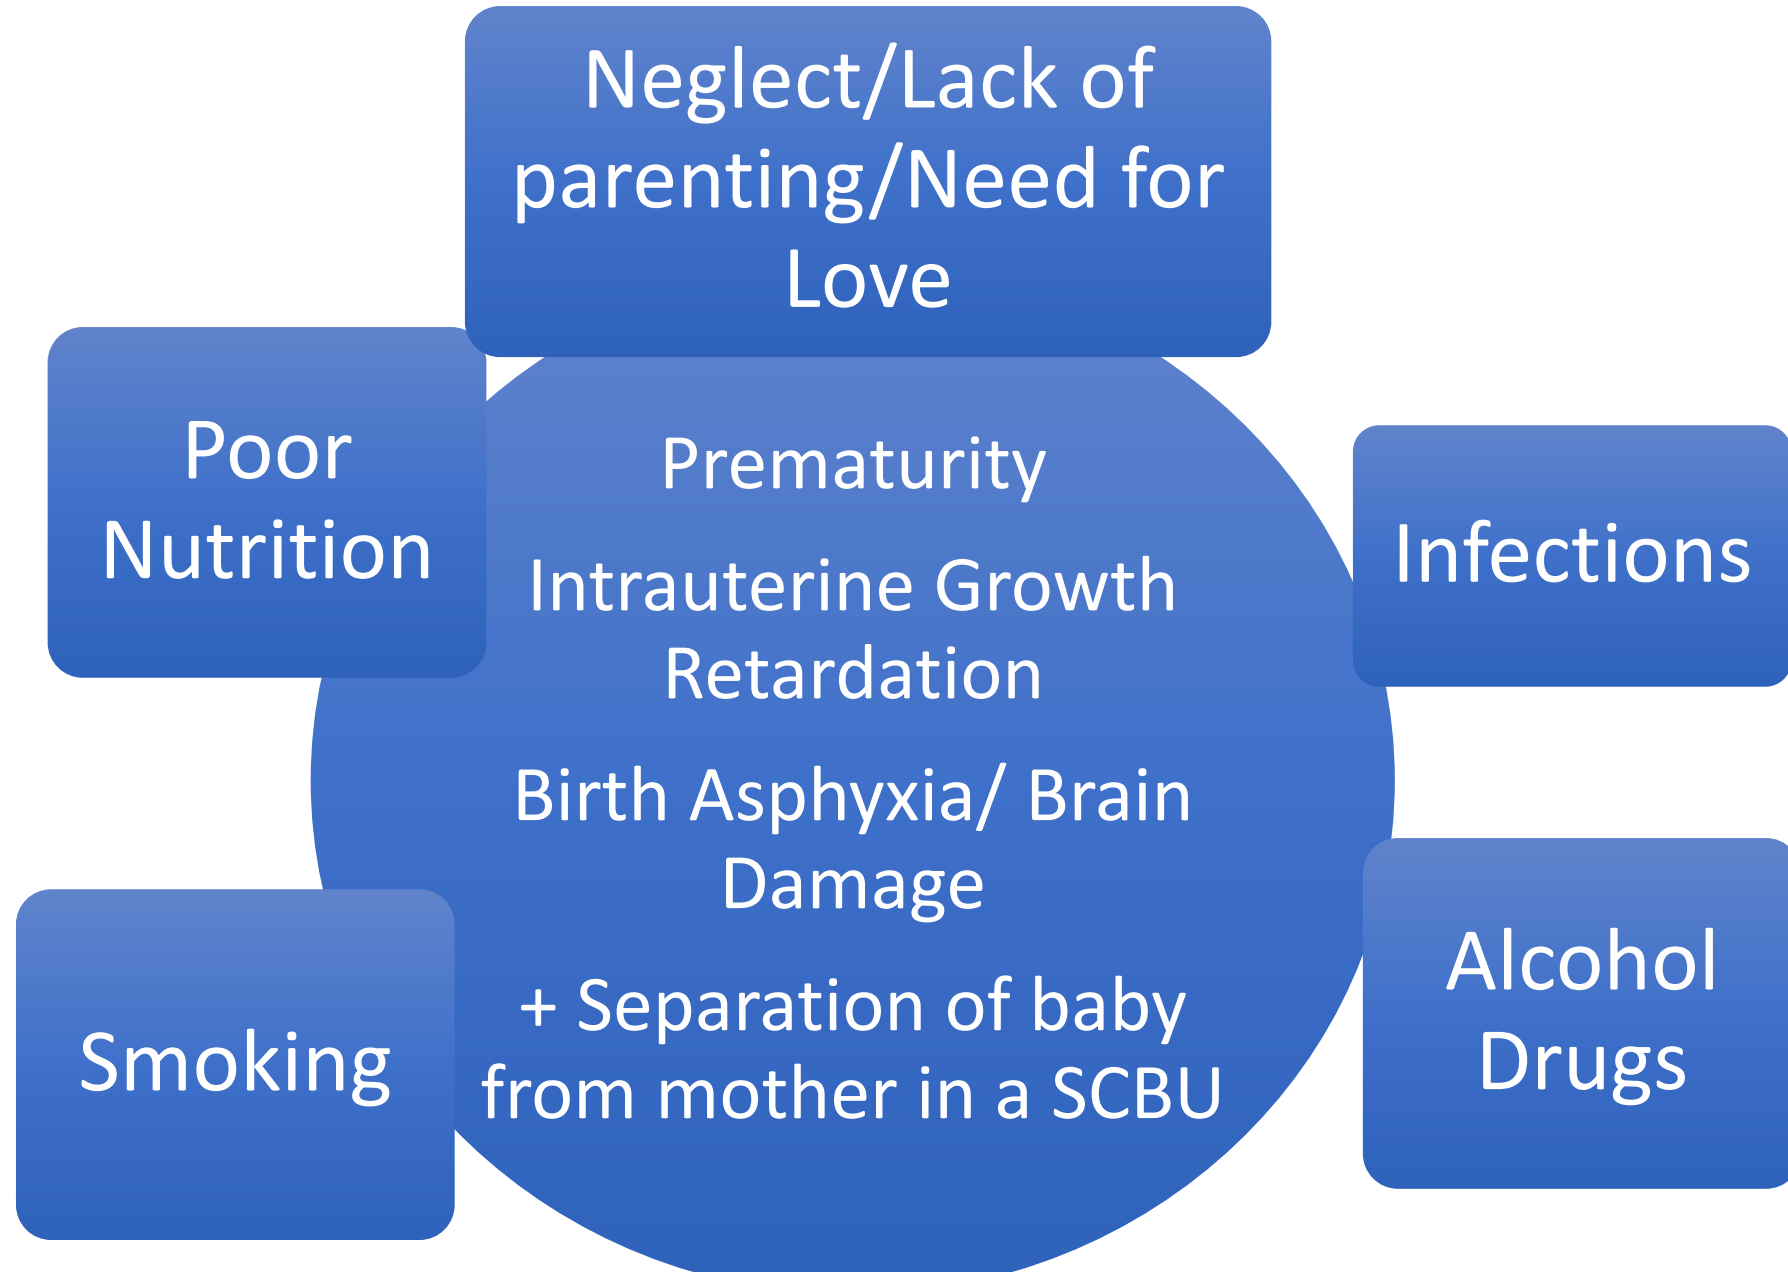 Neglect/Lack of
parenting/Need for
Love
Poor
Nutrition
Prematurity
Intrauterine Growth
Retardation
Birth Asphyxia/ Brain
Damage
+ Separation of baby
from mother in a SCBU
Infections
Smoking
Alcohol
Drugs